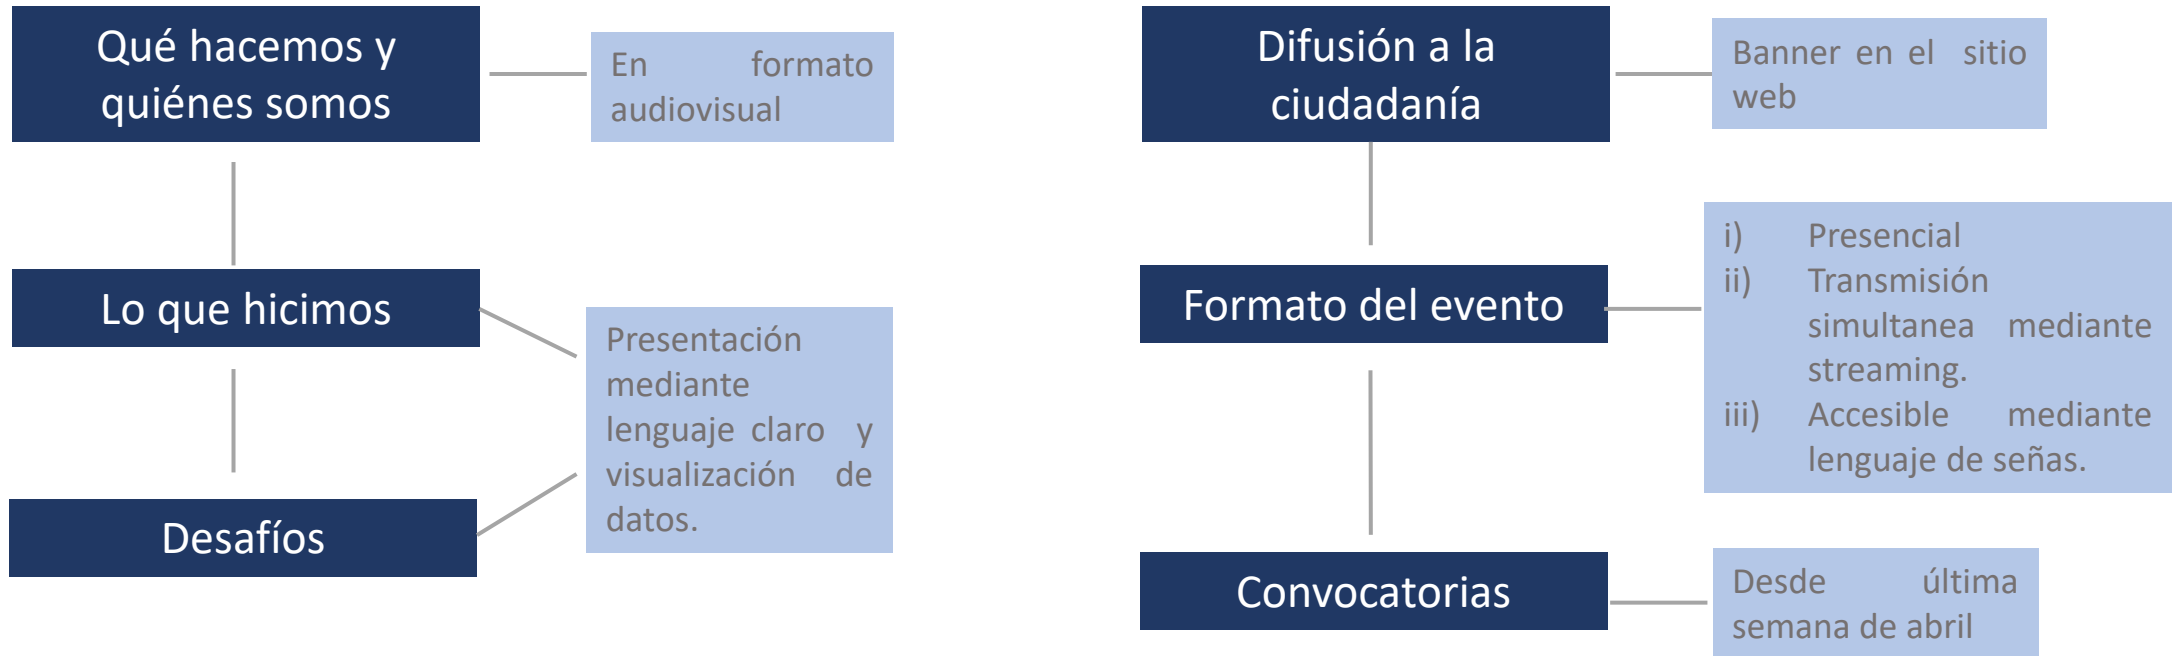 Qué hacemos y
quiénes somos
En formato
audiovisual
Lo que hicimos
Presentación
mediante
lenguaje claro y
visualización de
datos.
Desafíos
Difusión a la
ciudadanía
Banner en el sitio
web
Formato del evento
i) Presencial
ii) Transmisión
simultanea mediante
streaming.
iii) Accesible mediante
lenguaje de señas.
Convocatorias
Desde última
semana de abril